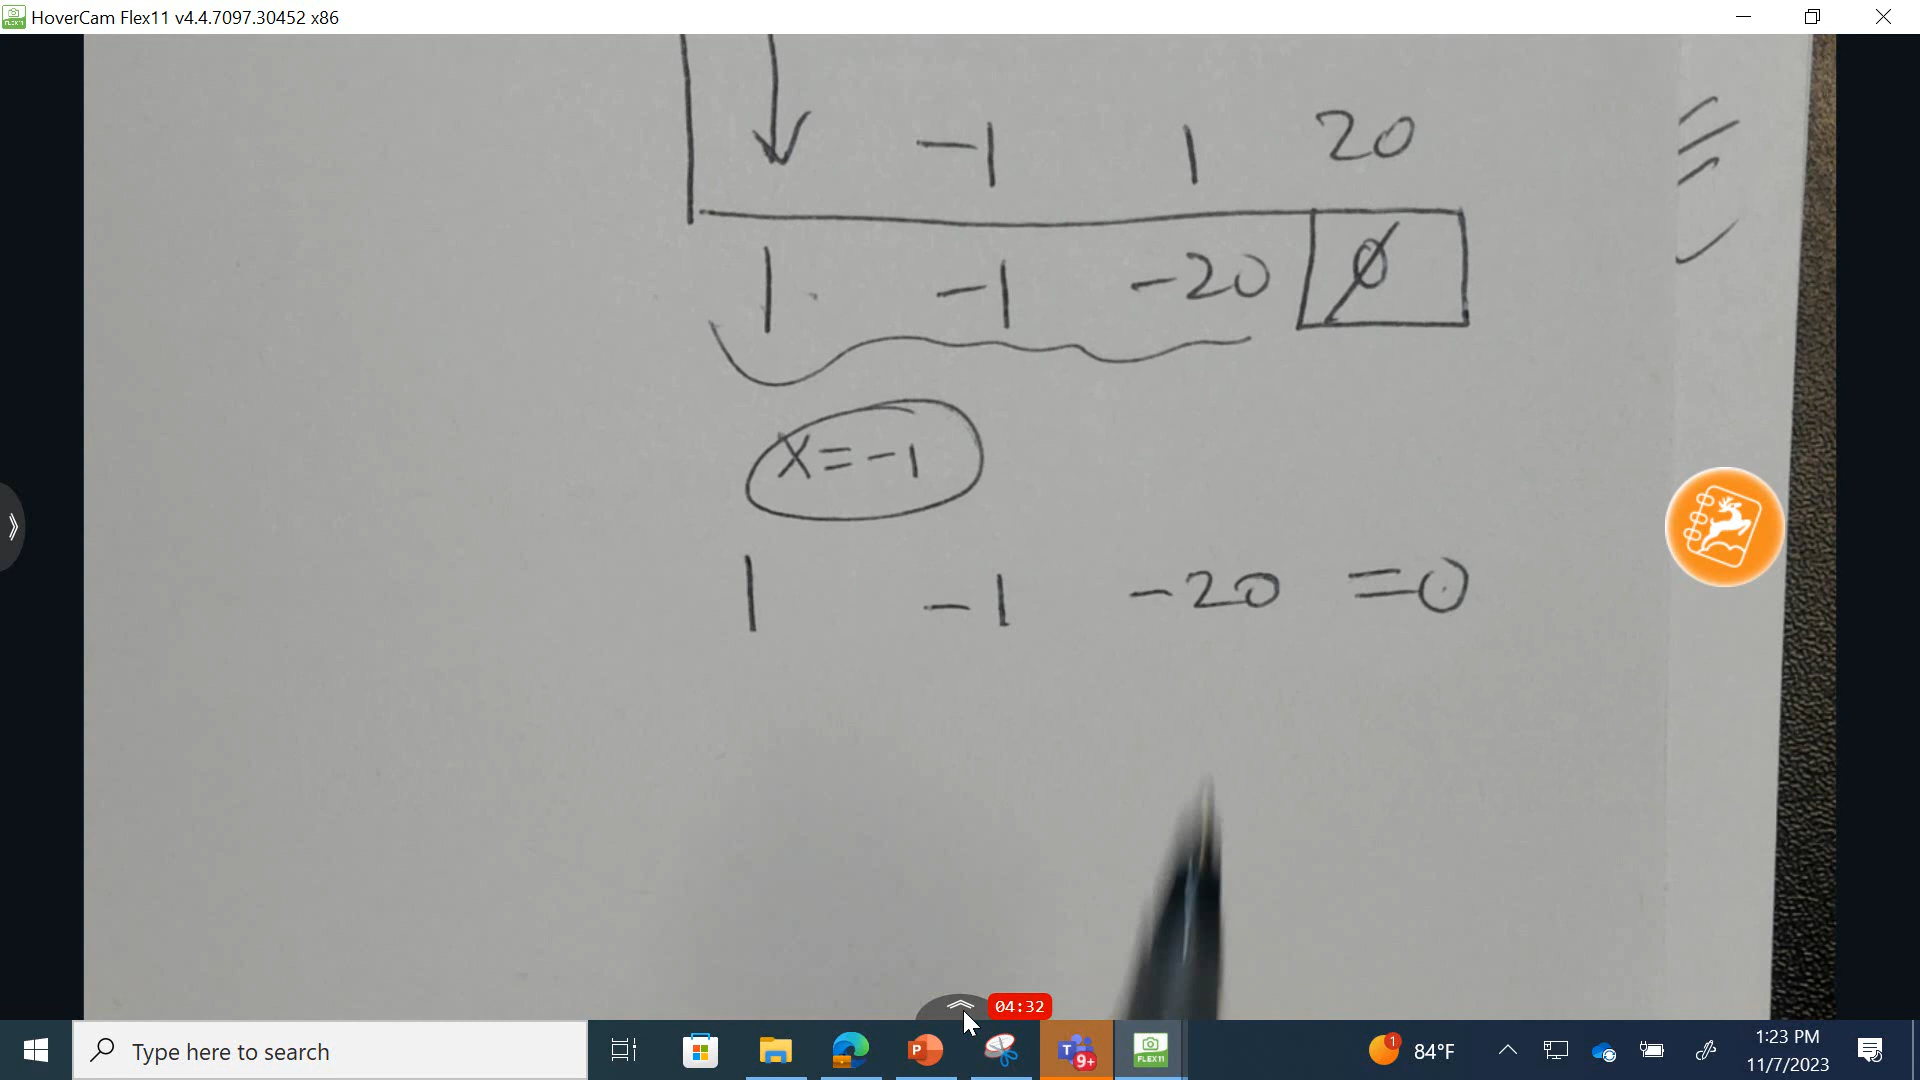 HoverCam Flex11 v4.4.7097.30452 x86
-1 1 20
1 -1 -20 0
x=-1
1 -1 -20 =0
04:32
Type here to search
84°F
1:23 PM
11/7/2023